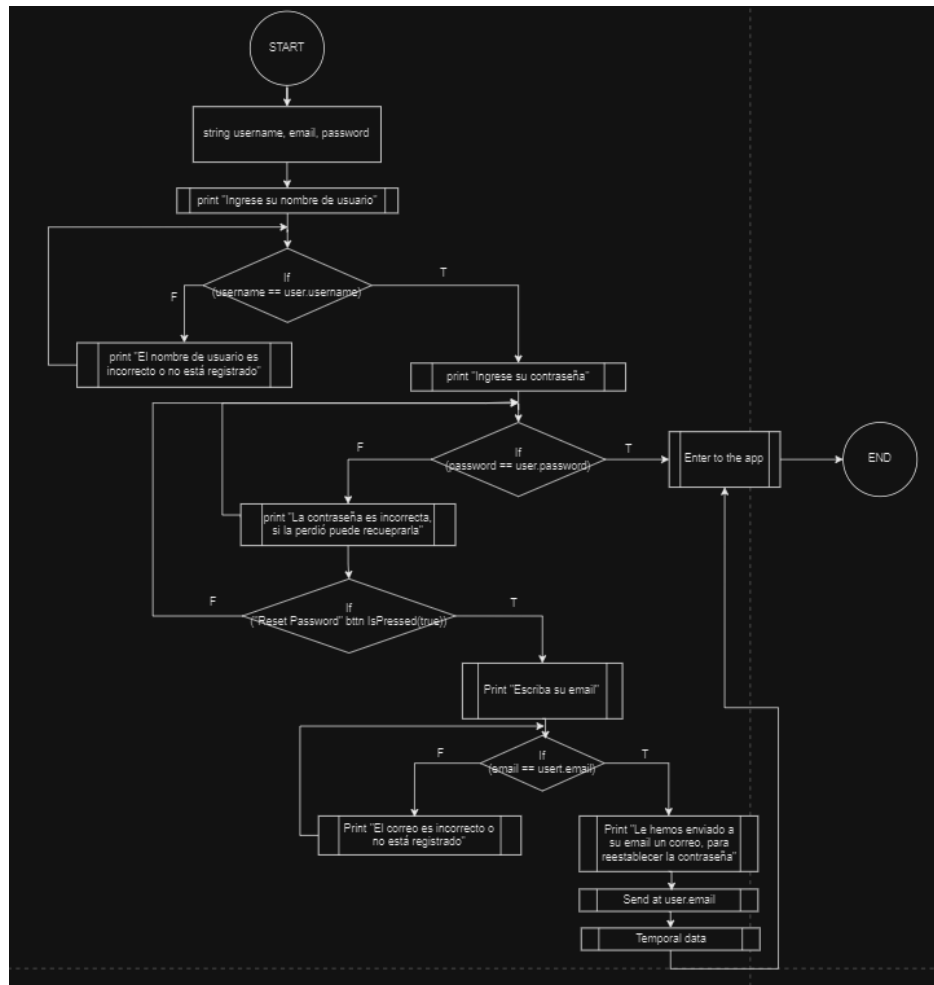 START
string username, email, password
print "Ingrese su nombre de usuario"
If
(username == user.username)
T
F
print "El nombre de usuario es
incorrecto o no está registrado"
print "Ingrese su contraseña"
If
(password == user.password)
F
T
Enter to the app
END
print "La contraseña es incorrecta,
si la perdió puede recueprarla"
If
("Reset Password" bttn IsPressed(true))
F
T
Print "Escriba su email"
If
(email == usert.email)
F
T
Print "El correo es incorrecto o
no está registrado"
Print "Le hemos enviado a
su email un correo, para
reestablecer la contraseña"
Send at user.email
Temporal data